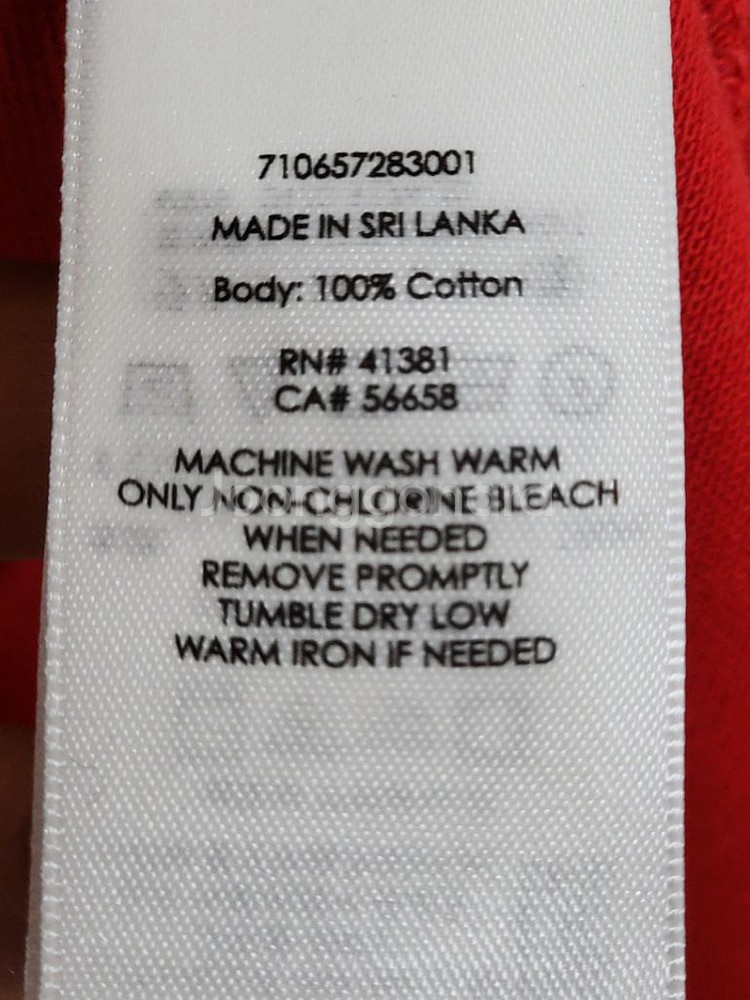 710657283001
MADE IN SRI LANKA
Body: 100% Cotton
RN# 41381
CA# 56658
MACHINE WASH WARM
ONLY NON-CHLORINE BLEACH
WHEN NEEDED
REMOVE PROMPTLY
TUMBLE DRY LOW
WARM IRON IF NEEDED